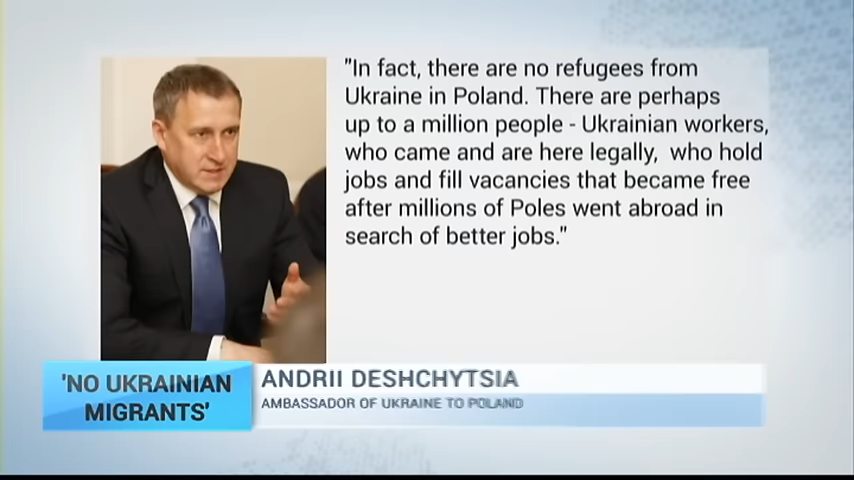 "In fact, there are no refugees from
Ukraine in Poland. There are perhaps
up to a million people - Ukrainian workers,
who came and are here legally,  who hold
jobs and fill vacancies that became free
after millions of Poles went abroad in
search of better jobs."
'NO UKRAINIAN
MIGRANTS'
ANDRII DESHCHYTSIA
AMBASSADOR OF UKRAINE TO POLAND